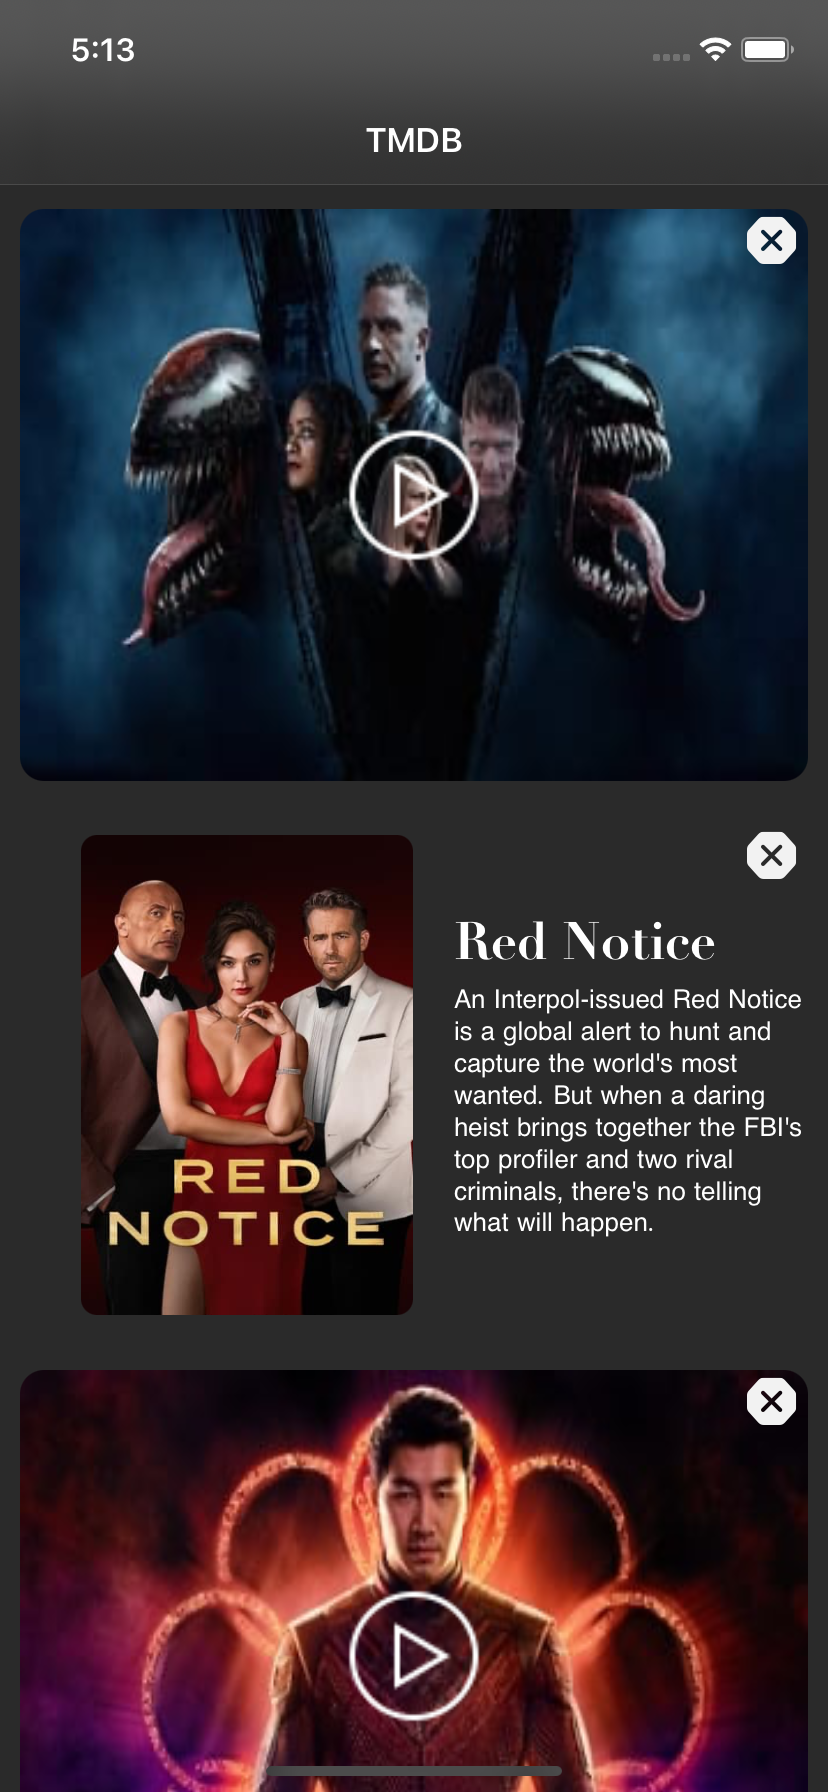 5:13
TMDB
RED
NOTICE
Red Notice
An Interpol-issued Red Notice
is a global alert to hunt and
capture the world's most
wanted. But when a daring
heist brings together the FBI's
top profiler and two rival
criminals, there's no telling
what will happen.